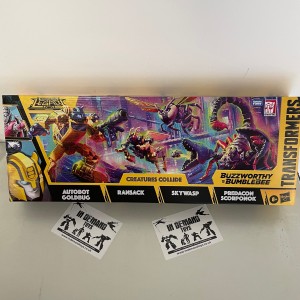 LEGACY
CREATURES COLLIDE
BUZZWORTHY
BUMBLEBEE
TRANSFORMERS
AUTOBOT
GOLDBUG
RANSACK
SKYWASP
PREDACON
SCORPONOK
IN DEMAND
TOYS
IN DEMAND
TOYS